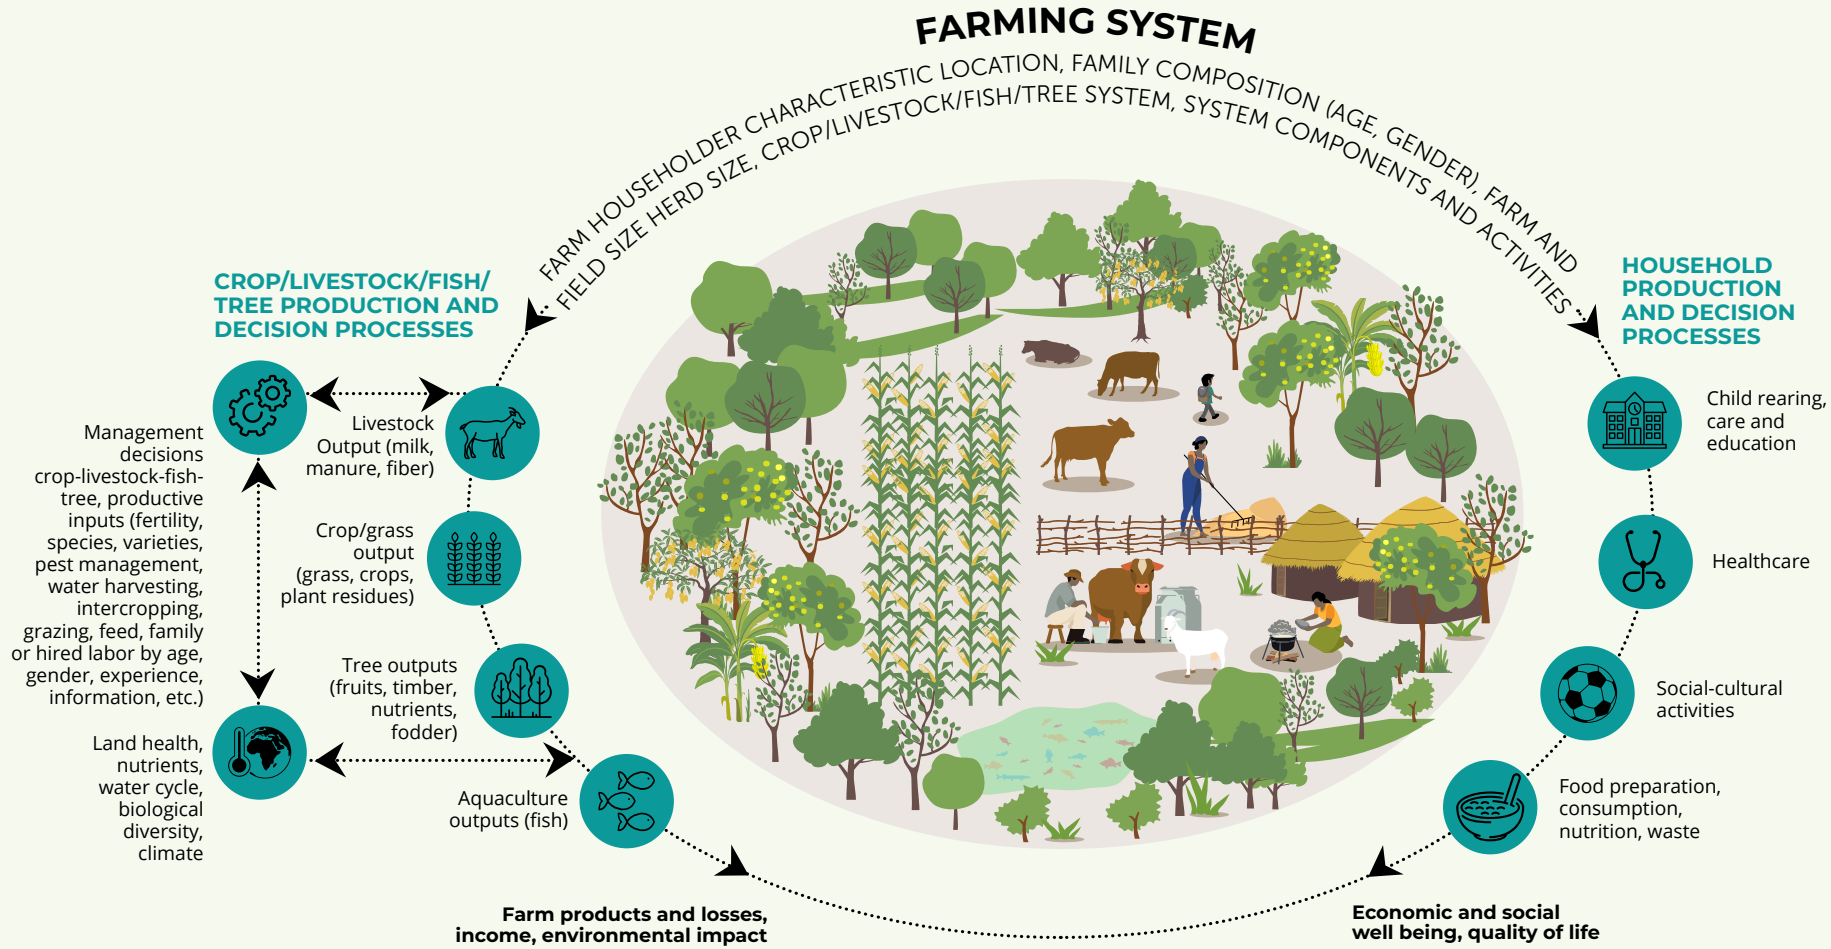 FARMING SYSTEM
FARM HOUSEHOLDER CHARACTERISTIC LOCATION, FAMILY COMPOSITION (AGE, GENDER), FARM AND
FIELD SIZE HERD SIZE, CROP/LIVESTOCK/FISH/TREE SYSTEM, SYSTEM COMPONENTS AND ACTIVITIES
CROP/LIVESTOCK/FISH/
TREE PRODUCTION AND
DECISION PROCESSES
Management
decisions
crop-livestock-fish-
tree, productive
inputs (fertility,
species, varieties,
pest management,
water harvesting,
intercropping,
grazing, feed, family
or hired labor by age,
gender, experience,
information, etc.)
Land health,
nutrients,
water cycle,
biological
diversity,
climate
Livestock
Output (milk,
manure, fiber)
Crop/grass
output
(grass, crops,
plant residues)
Tree outputs
(fruits, timber,
nutrients,
fodder)
Aquaculture
outputs (fish)
Farm products and losses,
income, environmental impact
HOUSEHOLD
PRODUCTION
AND DECISION
PROCESSES
Child rearing,
care and
education
Healthcare
Social-cultural
activities
Food preparation,
consumption,
nutrition, waste
Economic and social
well being, quality of life